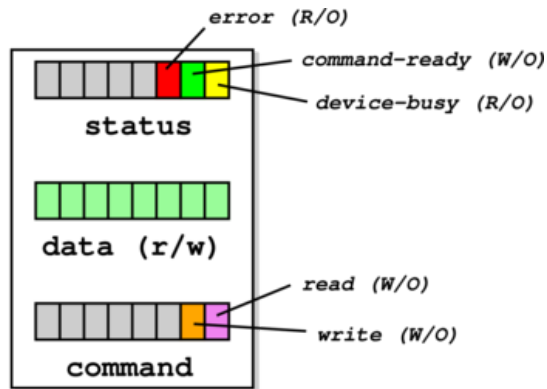 error (R/O)
command-ready (W/O)
device-busy (R/O)
status
data (r/w)
read (W/O)
write (W/O)
command